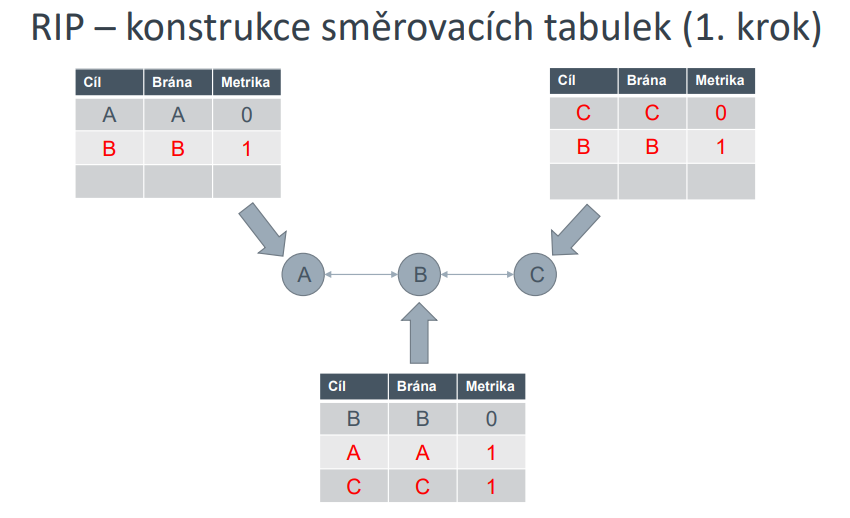 RIP – konstrukce směrovacích tabulek (1. krok)
Cíl Brána Metrika
A A 0
B B 1
Cíl Brána Metrika
C C 0
B B 1
A B C
Cíl Brána Metrika
B B 0
A A 1
C C 1